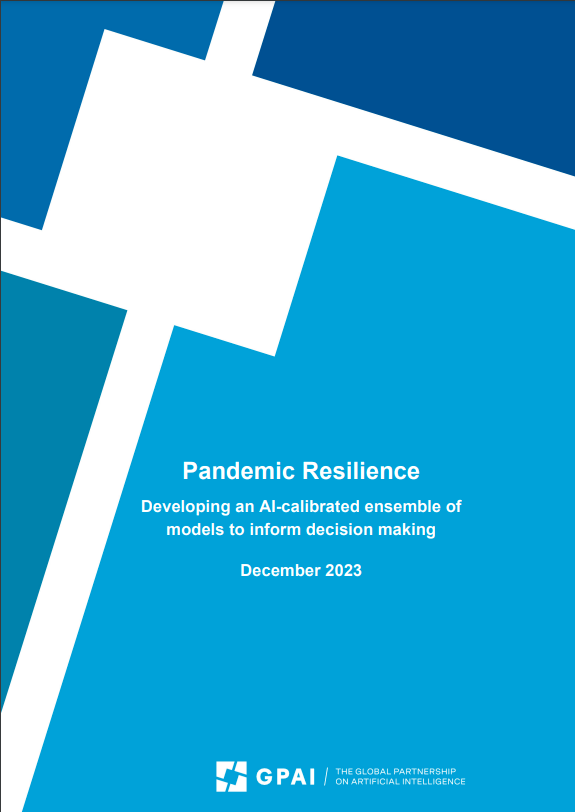 Pandemic Resilience
Developing an AI-calibrated ensemble of
models to inform decision making
December 2023
GPAI
THE GLOBAL PARTNERSHIP
ON ARTIFICIAL INTELLIGENCE